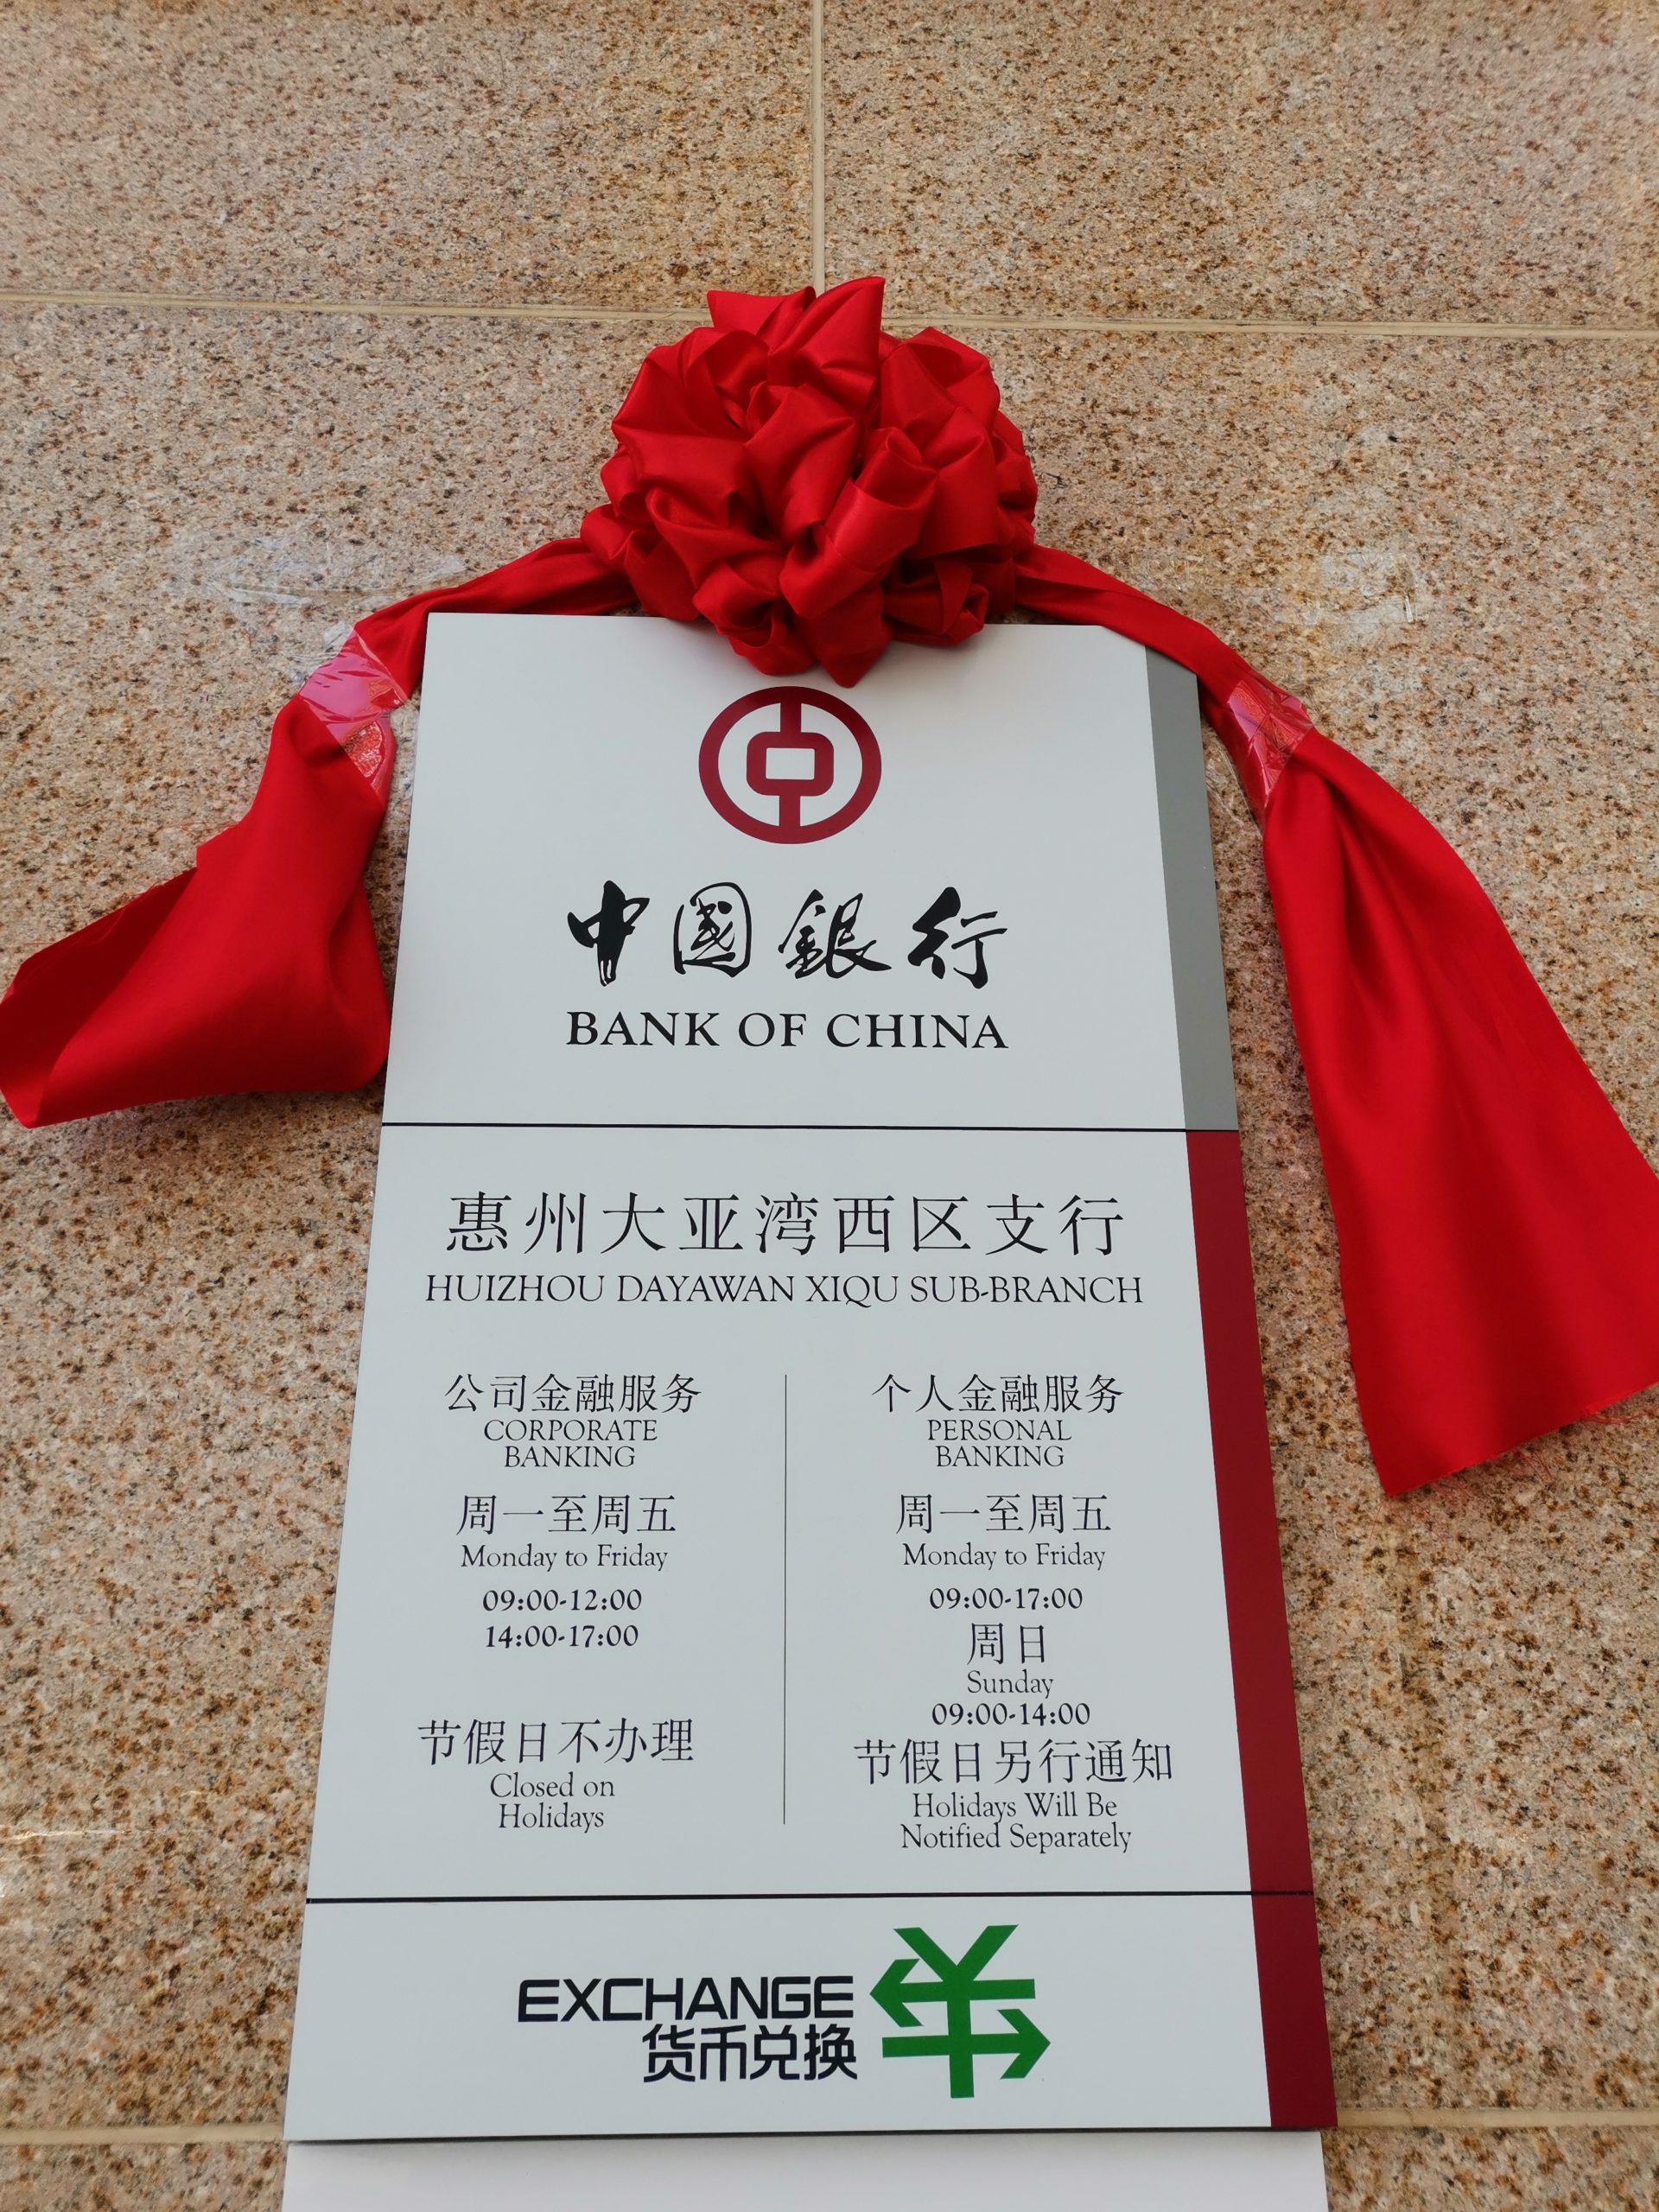 中國銀行
BANK OF CHINA
惠州大亚湾西区支行
HUIZHOU DAYAWAN XIQU SUB-BRANCH
公司金融服务
CORPORATE
BANKING
周一至周五
Monday to Friday
09:00-12:00
14:00-17:00
节假日不办理
Closed on
Holidays
个人金融服务
PERSONAL
BANKING
周一至周五
Monday to Friday
09:00-17:00
周日
Sunday
09:00-14:00
节假日另行通知
Holidays Will Be
Notified Separately
EXCHANGE
货币兑换